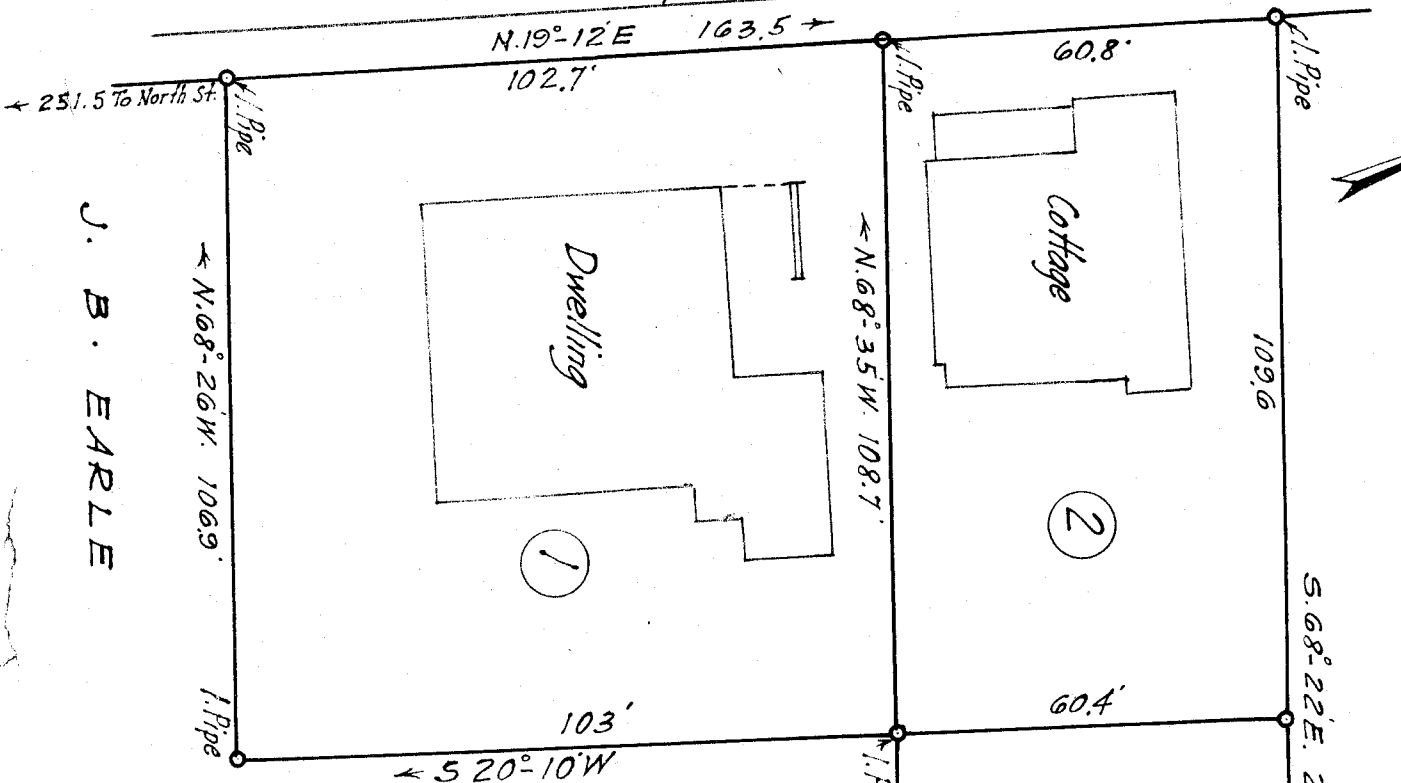 N.19°-12'E 163.5 →
102.7'
60.8'
← 251.5 To North St.
I.Pipe
I.Pipe
I.Pipe
J. B. EARLE
← N.68°-26'W. 106.9'
Dwelling
← N.68°-35'W. 108.7'
Cottage
109.6
1
2
S.68°-22'E.
I.Pipe
103'
60.4'
← S 20°-10'W